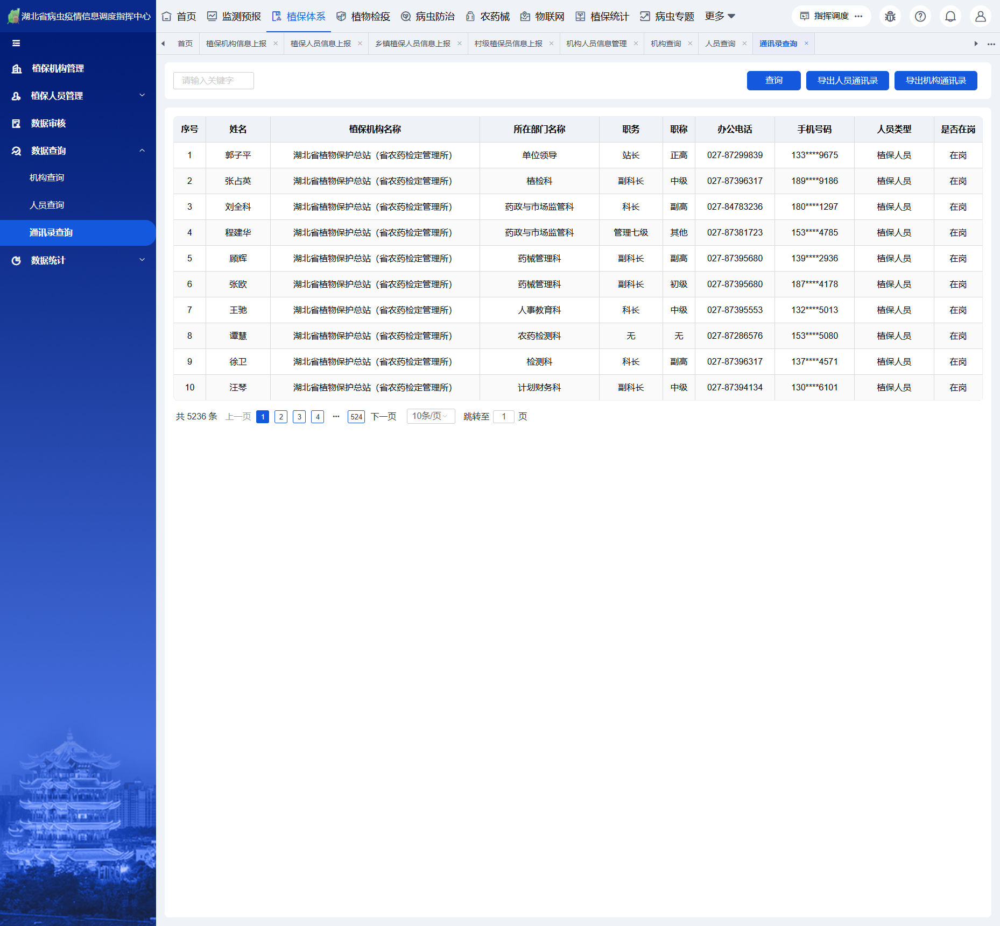 湖北省病虫疫情信息调度指挥中心 首页 监测预报 植保体系 植物检疫 病虫防治 农药械 物联网 植保统计 病虫专题 更多 指挥调度
首页 植保机构信息上报 植保人员信息上报 乡镇植保人员信息上报 村级植保员信息上报 机构人员信息管理 机构查询 人员查询 通讯录查询
植保机构管理
植保人员管理
数据审核
数据查询
机构查询
人员查询
通讯录查询
数据统计
请输入关键字 查询 导出人员通讯录 导出机构通讯录
序号 姓名 植保机构名称 所在部门名称 职务 职称 办公电话 手机号码 人员类型 是否在岗
1 郭子平 湖北省植物保护总站（省农药检定管理所） 单位领导 站长 正高 027-87299839 133****9675 植保人员 在岗
2 张占英 湖北省植物保护总站（省农药检定管理所） 植检科 副科长 中级 027-87396317 189****9186 植保人员 在岗
3 刘全科 湖北省植物保护总站（省农药检定管理所） 药政与市场监管科 科长 副高 027-84783236 180****1297 植保人员 在岗
4 程建华 湖北省植物保护总站（省农药检定管理所） 药政与市场监管科 管理七级 其他 027-87381723 153****4785 植保人员 在岗
5 顾辉 湖北省植物保护总站（省农药检定管理所） 药械管理科 副科长 副高 027-87395680 139****2936 植保人员 在岗
6 张欧 湖北省植物保护总站（省农药检定管理所） 药械管理科 副科长 初级 027-87395680 187****4178 植保人员 在岗
7 王驰 湖北省植物保护总站（省农药检定管理所） 人事教育科 科长 中级 027-87395553 132****5013 植保人员 在岗
8 谭慧 湖北省植物保护总站（省农药检定管理所） 农药检测科 无 无 027-87286576 153****5080 植保人员 在岗
9 徐卫 湖北省植物保护总站（省农药检定管理所） 检测科 科长 副高 027-87396317 137****4571 植保人员 在岗
10 汪琴 湖北省植物保护总站（省农药检定管理所） 计划财务科 副科长 中级 027-87394134 130****6101 植保人员 在岗
共 5236 条 上一页 1 2 3 4 ••• 524 下一页 10条/页 跳转至 1 页